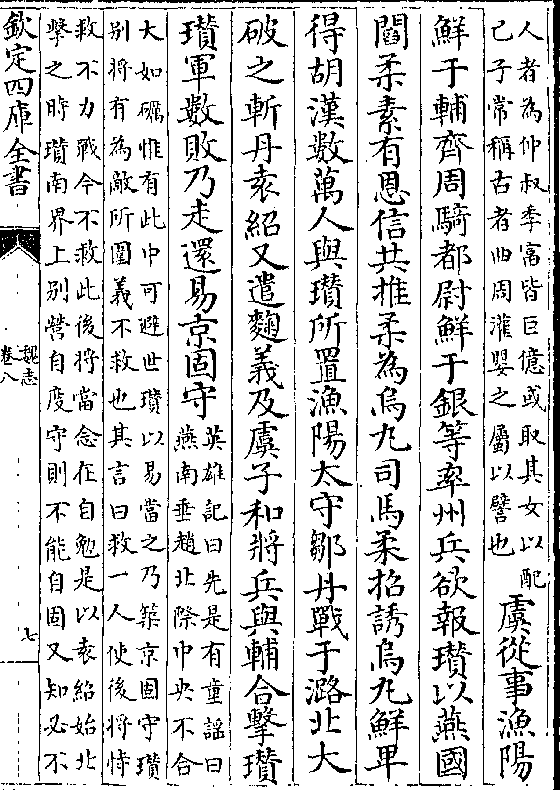 人者為仲叔季富皆巨億或取其女以配
己子常稱古者曲周灌嬰之屬以譬也
虞從事漁陽
鮮于輔齊周騎都尉鮮于銀等率州兵欲報瓉以燕國
閻柔素有恩信共推柔為烏丸司馬柔招誘烏丸鮮卑
得胡漢數萬人與瓉所置漁陽太守鄒丹戰于潞北大
破之斬丹袁紹又遣麴義及虞子和將兵與輔合擊瓉
瓉軍數敗乃走還易京固守
英雄記曰先是有童謡曰
燕南垂趙北際中央不合
大如礪惟有此中可避世瓉以易當之乃築京固守瓉
别將有為敵所圍義不救也其言曰救一人使後將恃
救不力戰今不救此後將當念在自勉是以袁紹始北
擊之時瓉南界上别營自度守則不能自固又知必不
欽定四庫全書
魏志
卷八
七